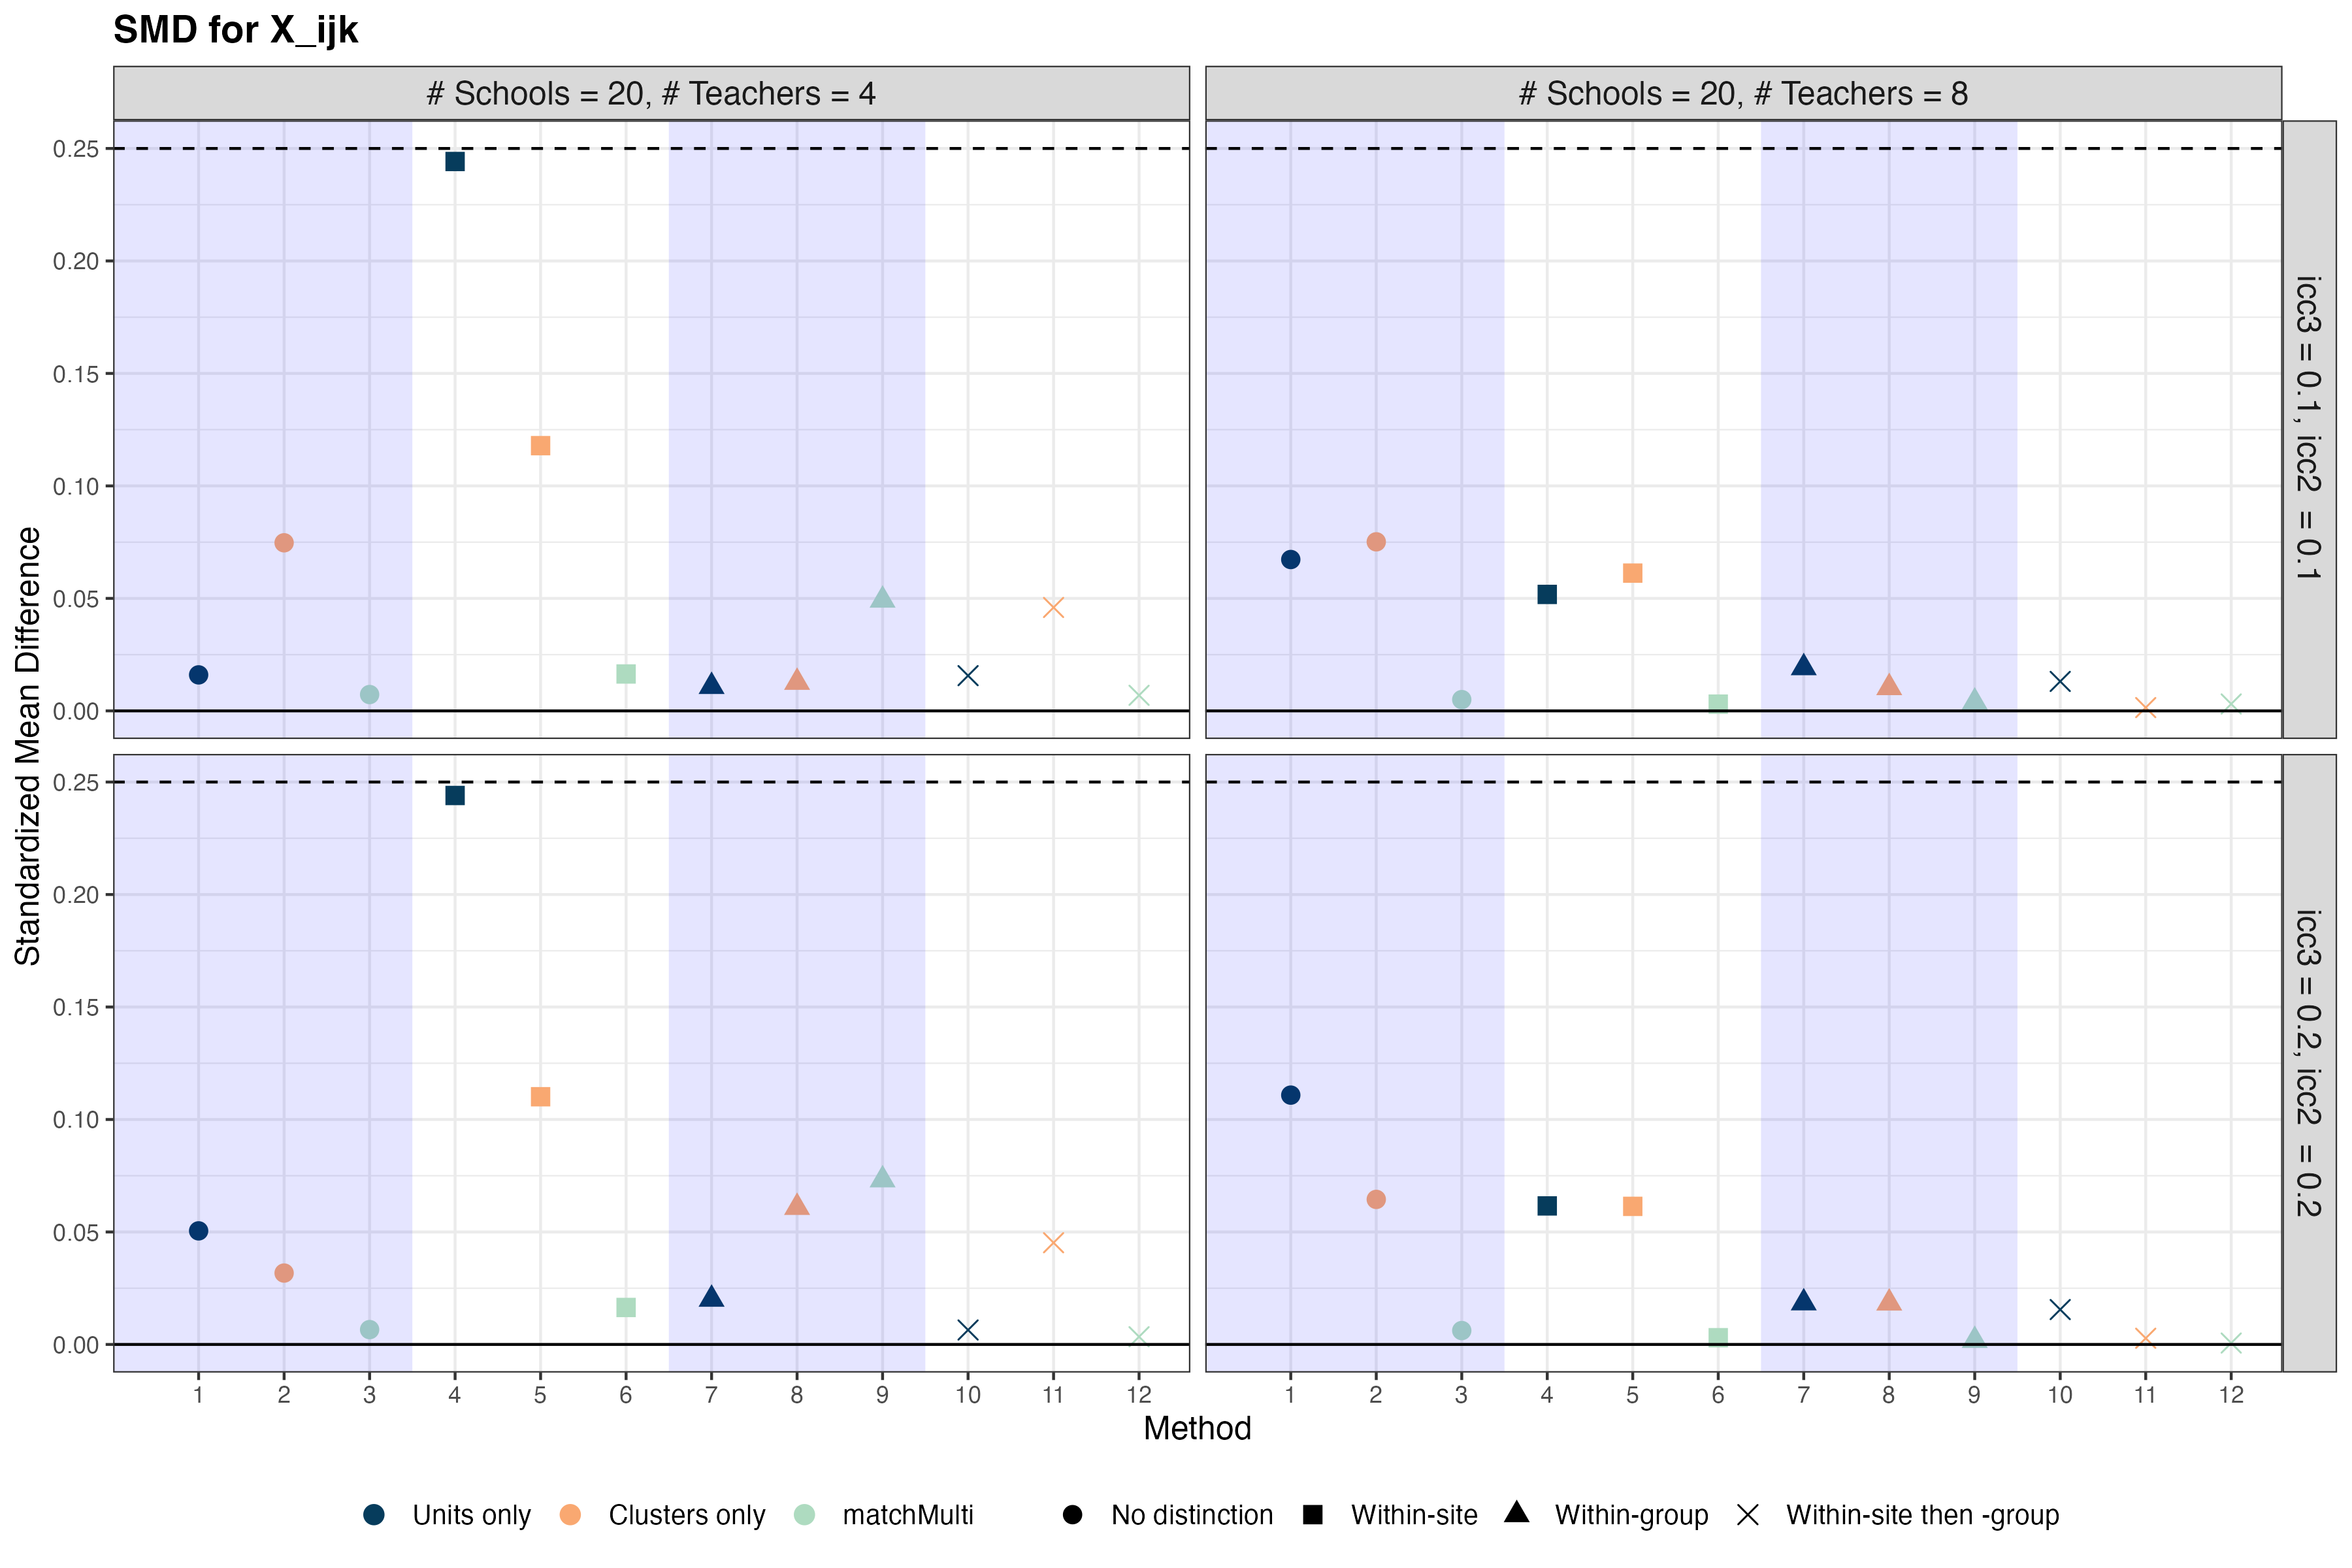 SMD for X_ijk
# Schools = 20, # Teachers = 4
# Schools = 20, # Teachers = 8
0.25
0.20
0.15
0.10
0.05
0.00
icc3 = 0.1, icc2 = 0.1
Standardized Mean Difference
0.25
0.20
0.15
0.10
0.05
0.00
icc3 = 0.2, icc2 = 0.2
1 2 3 4 5 6 7 8 9 10 11 12
1 2 3 4 5 6 7 8 9 10 11 12
Method
Units only Clusters only matchMulti No distinction Within-site Within-group Within-site then -group